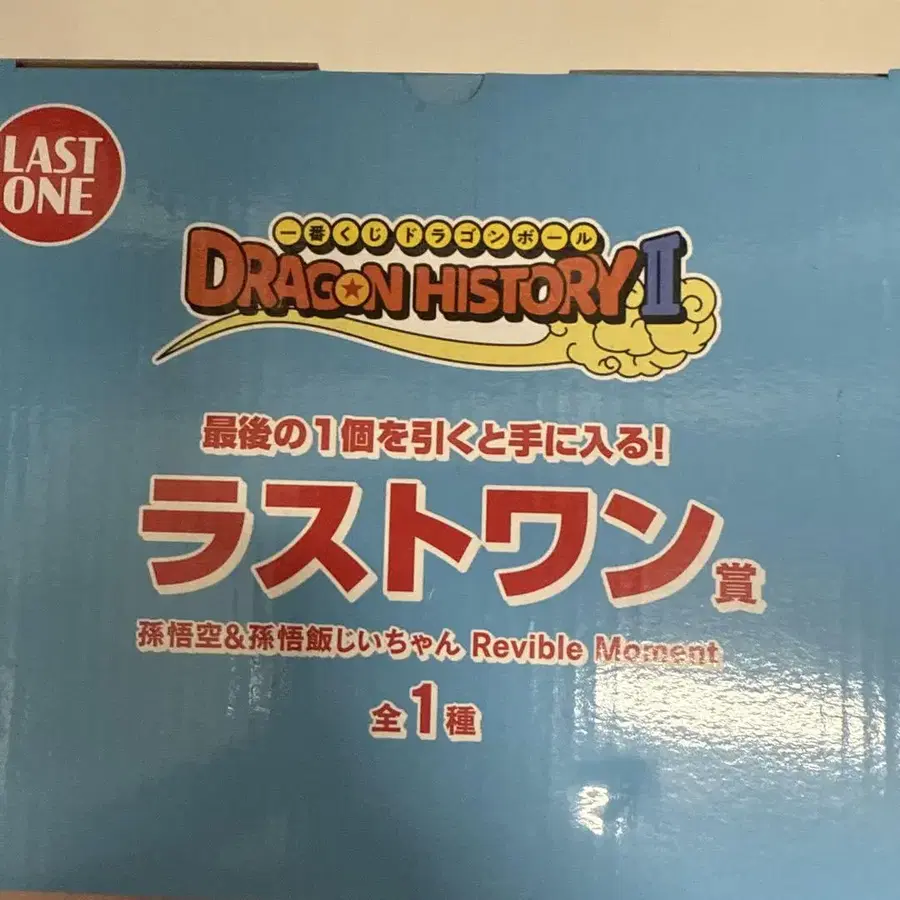 LAST
ONE
一番くじ ドラゴンボール
DRAGON HISTORY II
最後の1個を引くと手に入る!
ラストワン賞
孫悟空&孫悟飯じいちゃん Revible Moment
全1種